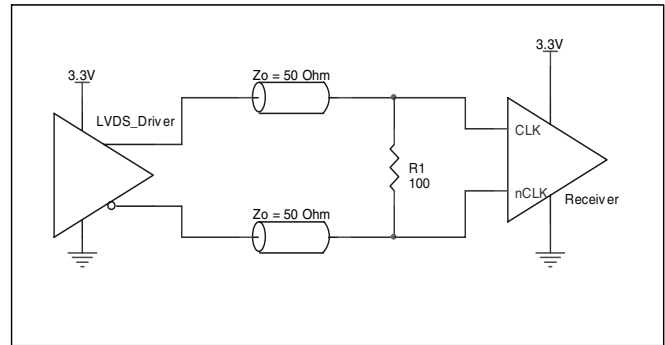 3.3V
Zo = 50 Ohm
3.3V
LVDS_Driver
CLK
R1
100
nCLK
Receiver
Zo = 50 Ohm